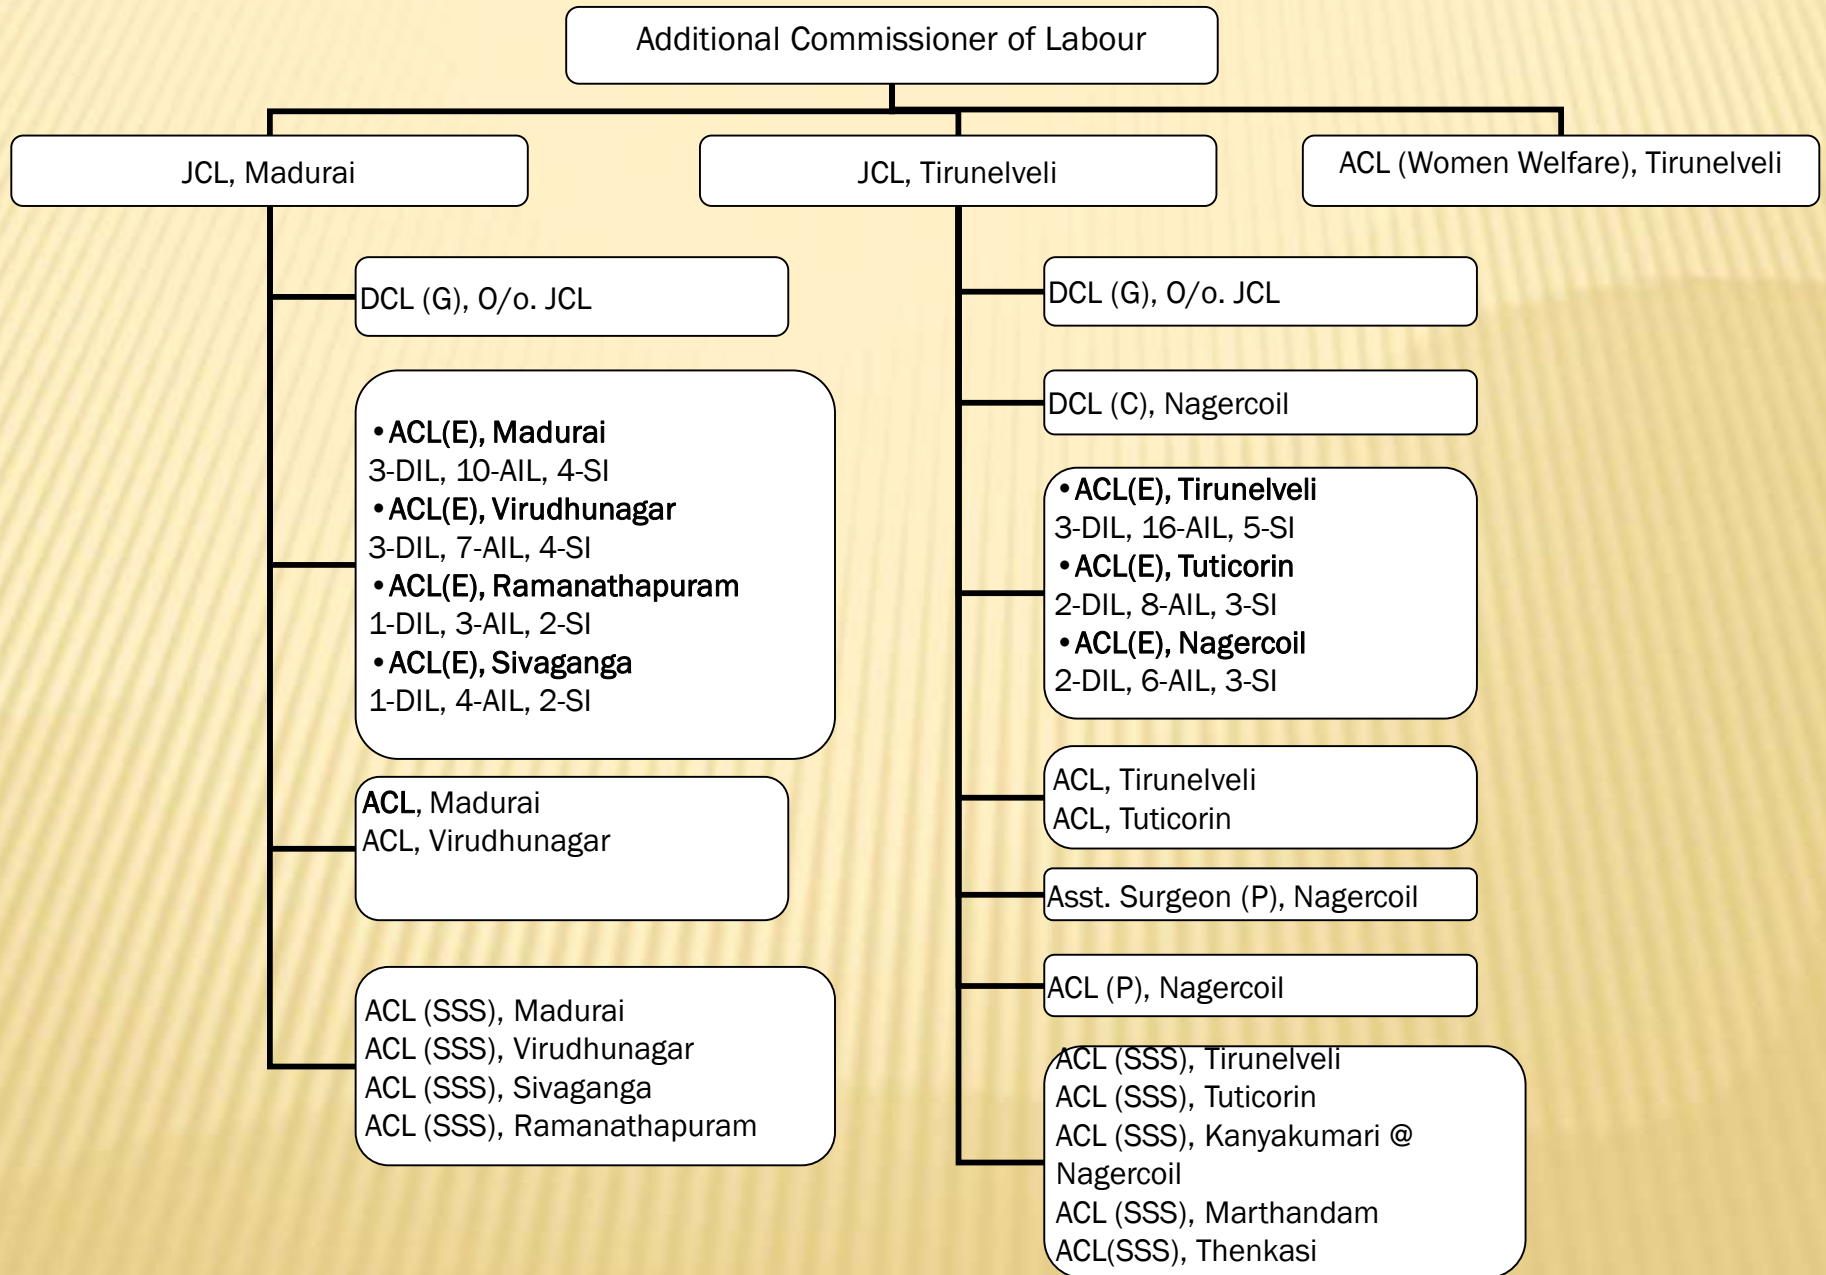 Additional Commissioner of Labour
JCL, Madurai
JCL, Tirunelveli
ACL (Women Welfare), Tirunelveli
DCL (G), O/o. JCL
•ACL(E), Madurai
3-DIL, 10-AIL, 4-SI
•ACL(E), Virudhunagar
3-DIL, 7-AIL, 4-SI
•ACL(E), Ramanathapuram
1-DIL, 3-AIL, 2-SI
•ACL(E), Sivaganga
1-DIL, 4-AIL, 2-SI
ACL, Madurai
ACL, Virudhunagar
ACL (SSS), Madurai
ACL (SSS), Virudhunagar
ACL (SSS), Sivaganga
ACL (SSS), Ramanathapuram
DCL (G), O/o. JCL
DCL (C), Nagercoil
•ACL(E), Tirunelveli
3-DIL, 16-AIL, 5-SI
•ACL(E), Tuticorin
2-DIL, 8-AIL, 3-SI
•ACL(E), Nagercoil
2-DIL, 6-AIL, 3-SI
ACL, Tirunelveli
ACL, Tuticorin
Asst. Surgeon (P), Nagercoil
ACL (P), Nagercoil
ACL (SSS), Tirunelveli
ACL (SSS), Tuticorin
ACL (SSS), Kanyakumari @
Nagercoil
ACL (SSS), Marthandam
ACL(SSS), Thenkasi